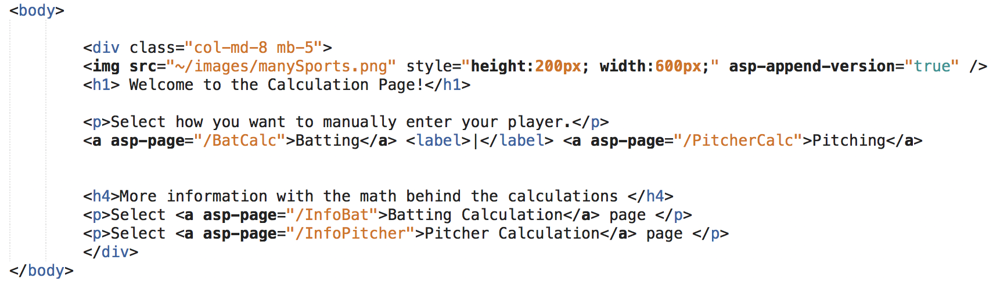 <body>
<div class="col-md-8 mb-5">
<img src="~/images/manySports.png" style="height:200px; width:600px;" asp-append-version="true" />
<h1> Welcome to the Calculation Page!</h1>
<p>Select how you want to manually enter your player.</p>
<a asp-page="/BatCalc">Batting</a> <label>|</label> <a asp-page="/PitcherCalc">Pitching</a>
<h4>More information with the math behind the calculations </h4>
<p>Select <a asp-page="/InfoBat">Batting Calculation</a> page </p>
<p>Select <a asp-page="/InfoPitcher">Pitcher Calculation</a> page </p>
</div>
</body>